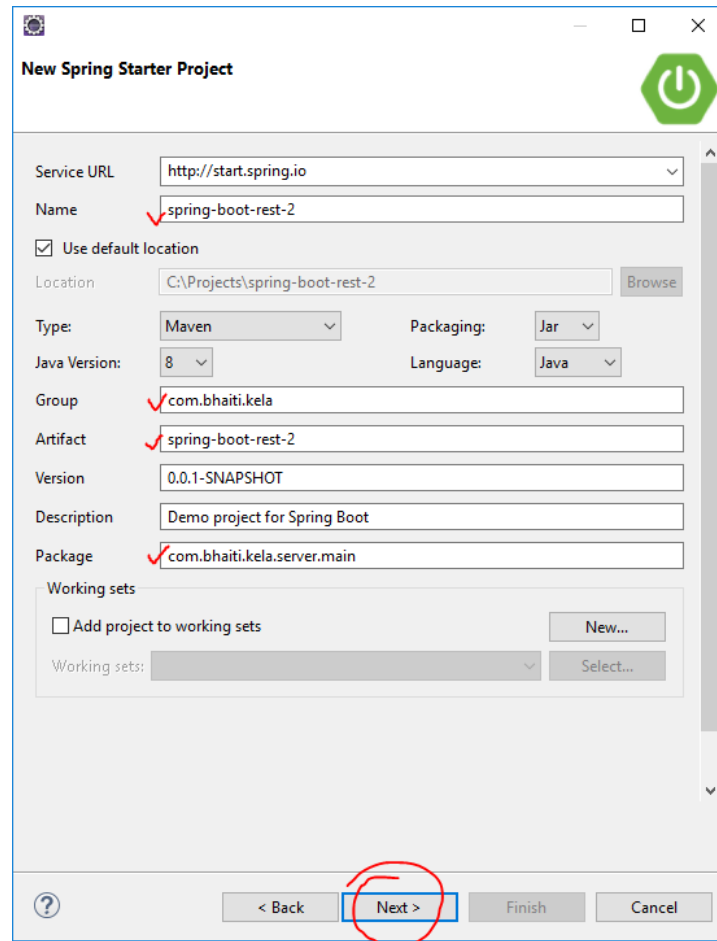 New Spring Starter Project
Service URL http://start.spring.io
Name spring-boot-rest-2
Use default location
Location C:\Projects\spring-boot-rest-2 Browse
Type: Maven Packaging: Jar
Java Version: 8 Language: Java
Group com.bhaiti.kela
Artifact spring-boot-rest-2
Version 0.0.1-SNAPSHOT
Description Demo project for Spring Boot
Package com.bhaiti.kela.server.main
Working sets
Add project to working sets New...
Working sets: Select...
? < Back Next > Finish Cancel